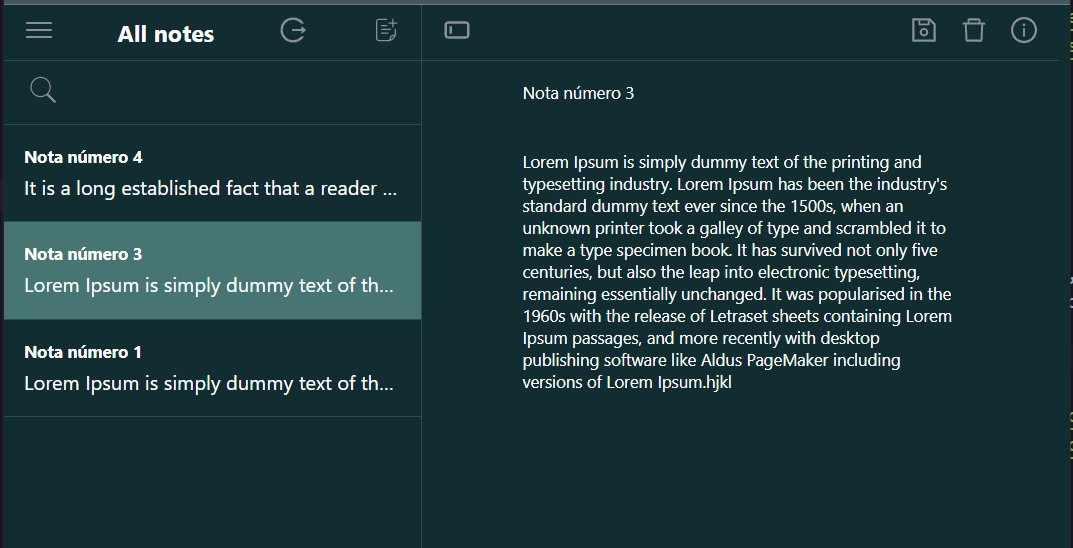 All notes
Nota número 4
It is a long established fact that a reader ...
Nota número 3
Lorem Ipsum is simply dummy text of th...
Nota número 1
Lorem Ipsum is simply dummy text of th...
Nota número 3
Lorem Ipsum is simply dummy text of the printing and
typesetting industry. Lorem Ipsum has been the industry's
standard dummy text ever since the 1500s, when an
unknown printer took a galley of type and scrambled it to
make a type specimen book. It has survived not only five
centuries, but also the leap into electronic typesetting,
remaining essentially unchanged. It was popularised in the
1960s with the release of Letraset sheets containing Lorem
Ipsum passages, and more recently with desktop
publishing software like Aldus PageMaker including
versions of Lorem Ipsum.hjkl